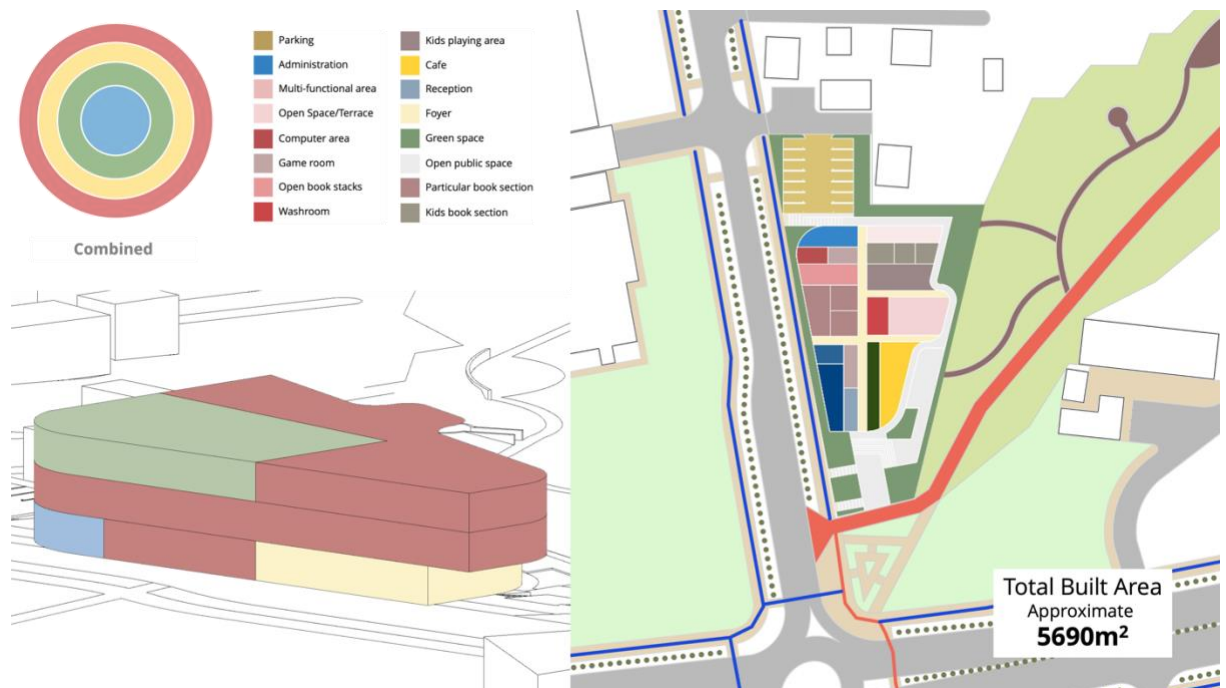 Parking
Administration
Multi-functional area
Open Space/Terrace
Computer area
Game room
Open book stacks
Washroom
Kids playing area
Cafe
Reception
Foyer
Green space
Open public space
Particular book section
Kids book section
Combined
Total Built Area
Approximate
5690m²